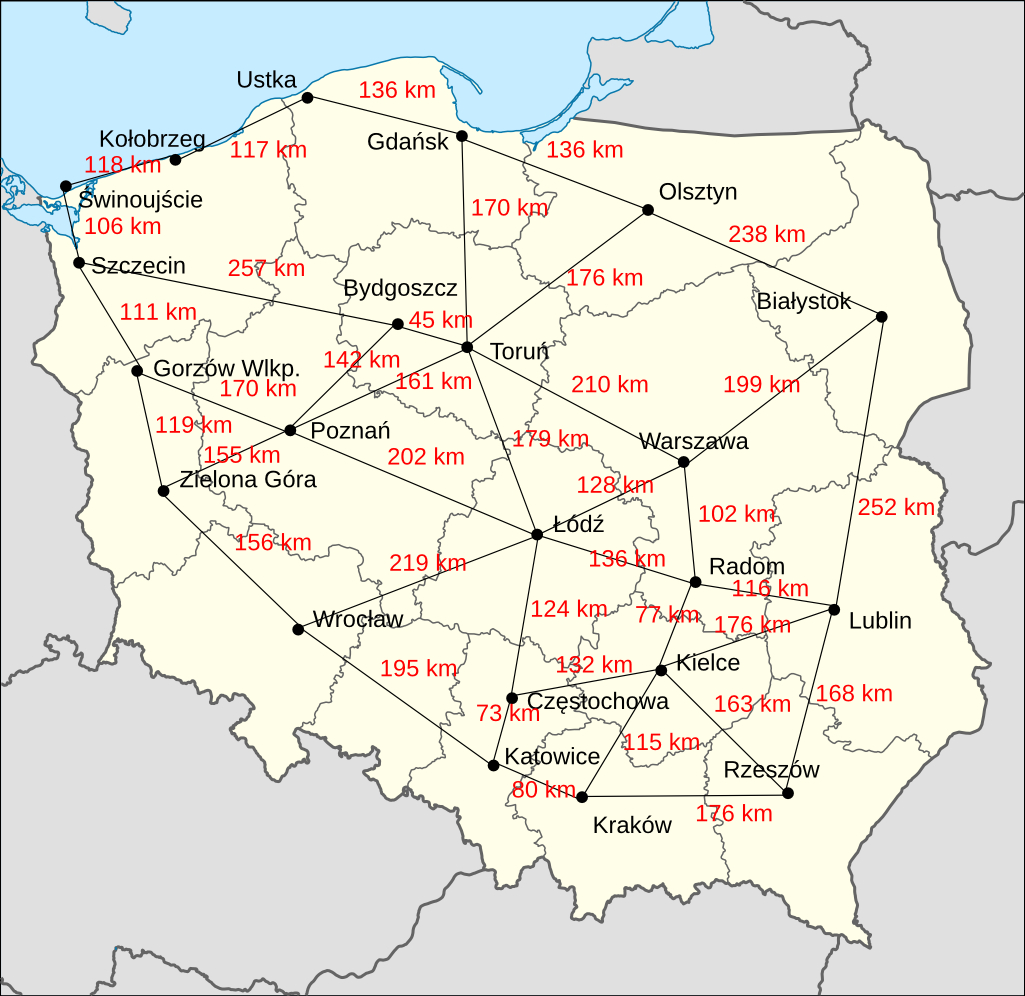 Ustka
136 km
Kołobrzeg
117 km
Gdańsk
136 km
118 km
Świnoujście
Olsztyn
170 km
106 km
238 km
Szczecin
257 km
176 km
Bydgoszcz
Białystok
111 km
45 km
Toruń
142 km
Gorzów Wlkp.
161 km
170 km
210 km
199 km
119 km
Poznań
179 km
Warszawa
155 km
202 km
Zielona Góra
128 km
252 km
102 km
Łódź
156 km
219 km
136 km
Radom
116 km
124 km
77 km
Wrocław
176 km
Lublin
195 km
132 km
Kielce
168 km
Częstochowa
163 km
73 km
115 km
Katowice
Rzeszów
80 km
176 km
Kraków